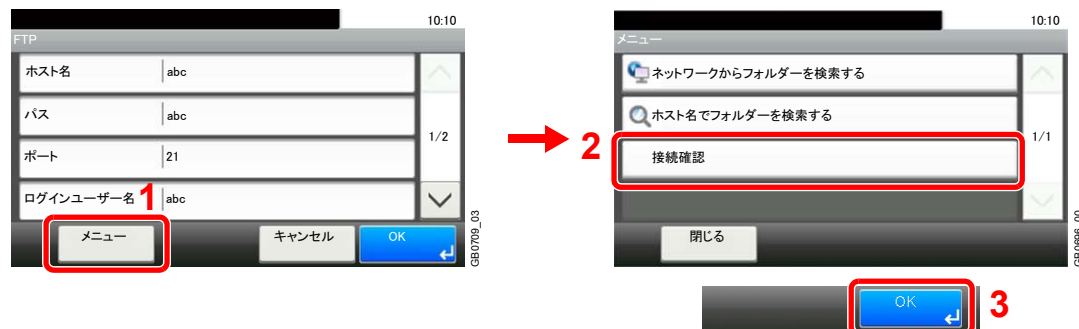 10:10
FTP
ホスト名 abc
パス abc
1/2
ポート 21
ログインユーザー名 1 abc
メニュー キャンセル OK
GB0709_03
10:10
メニュー
ネットワークからフォルダーを検索する
ホスト名でフォルダーを検索する
1/1
2 接続確認
閉じる
GB0696_00
OK 3